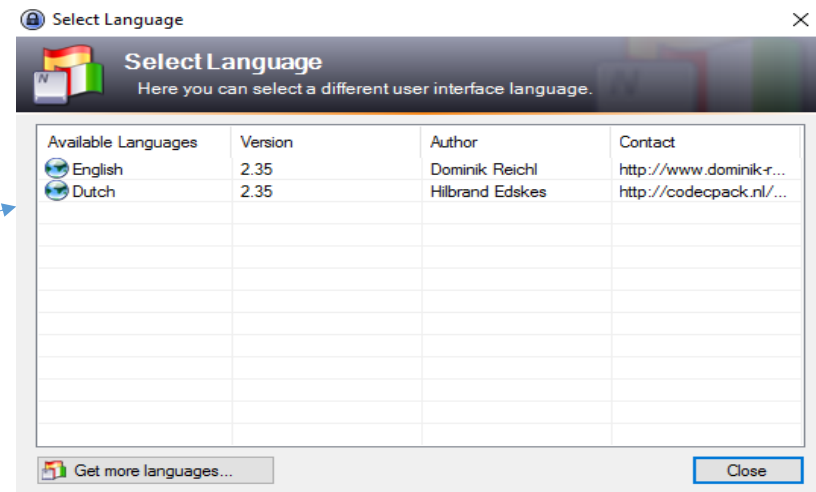 Select Language
Select Language
Here you can select a different user interface language.
Available Languages Version Author Contact
English 2.35 Dominik Reichl http://www.dominik-r...
Dutch 2.35 Hilbrand Edskes http://codecpack.nl/...
Get more languages...
Close